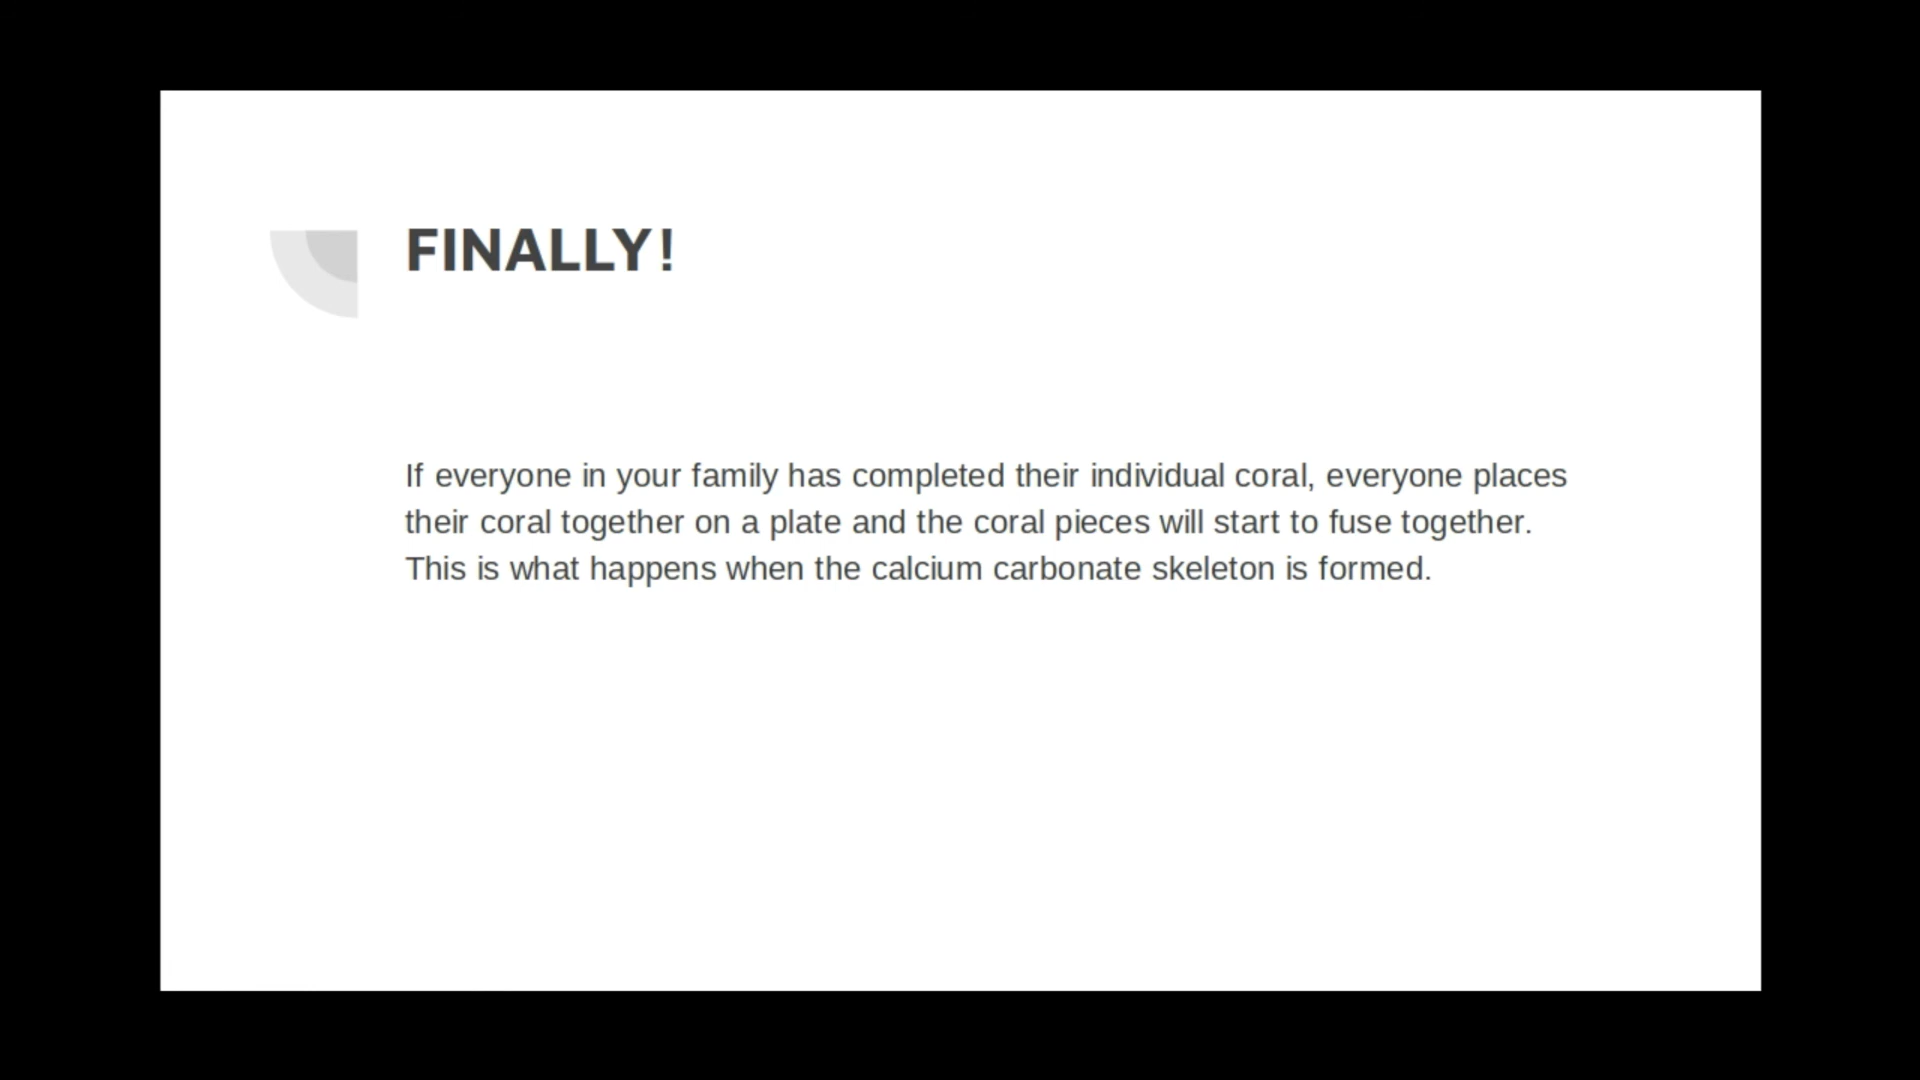 FINALLY!
If everyone in your family has completed their individual coral, everyone places
their coral together on a plate and the coral pieces will start to fuse together.
This is what happens when the calcium carbonate skeleton is formed.